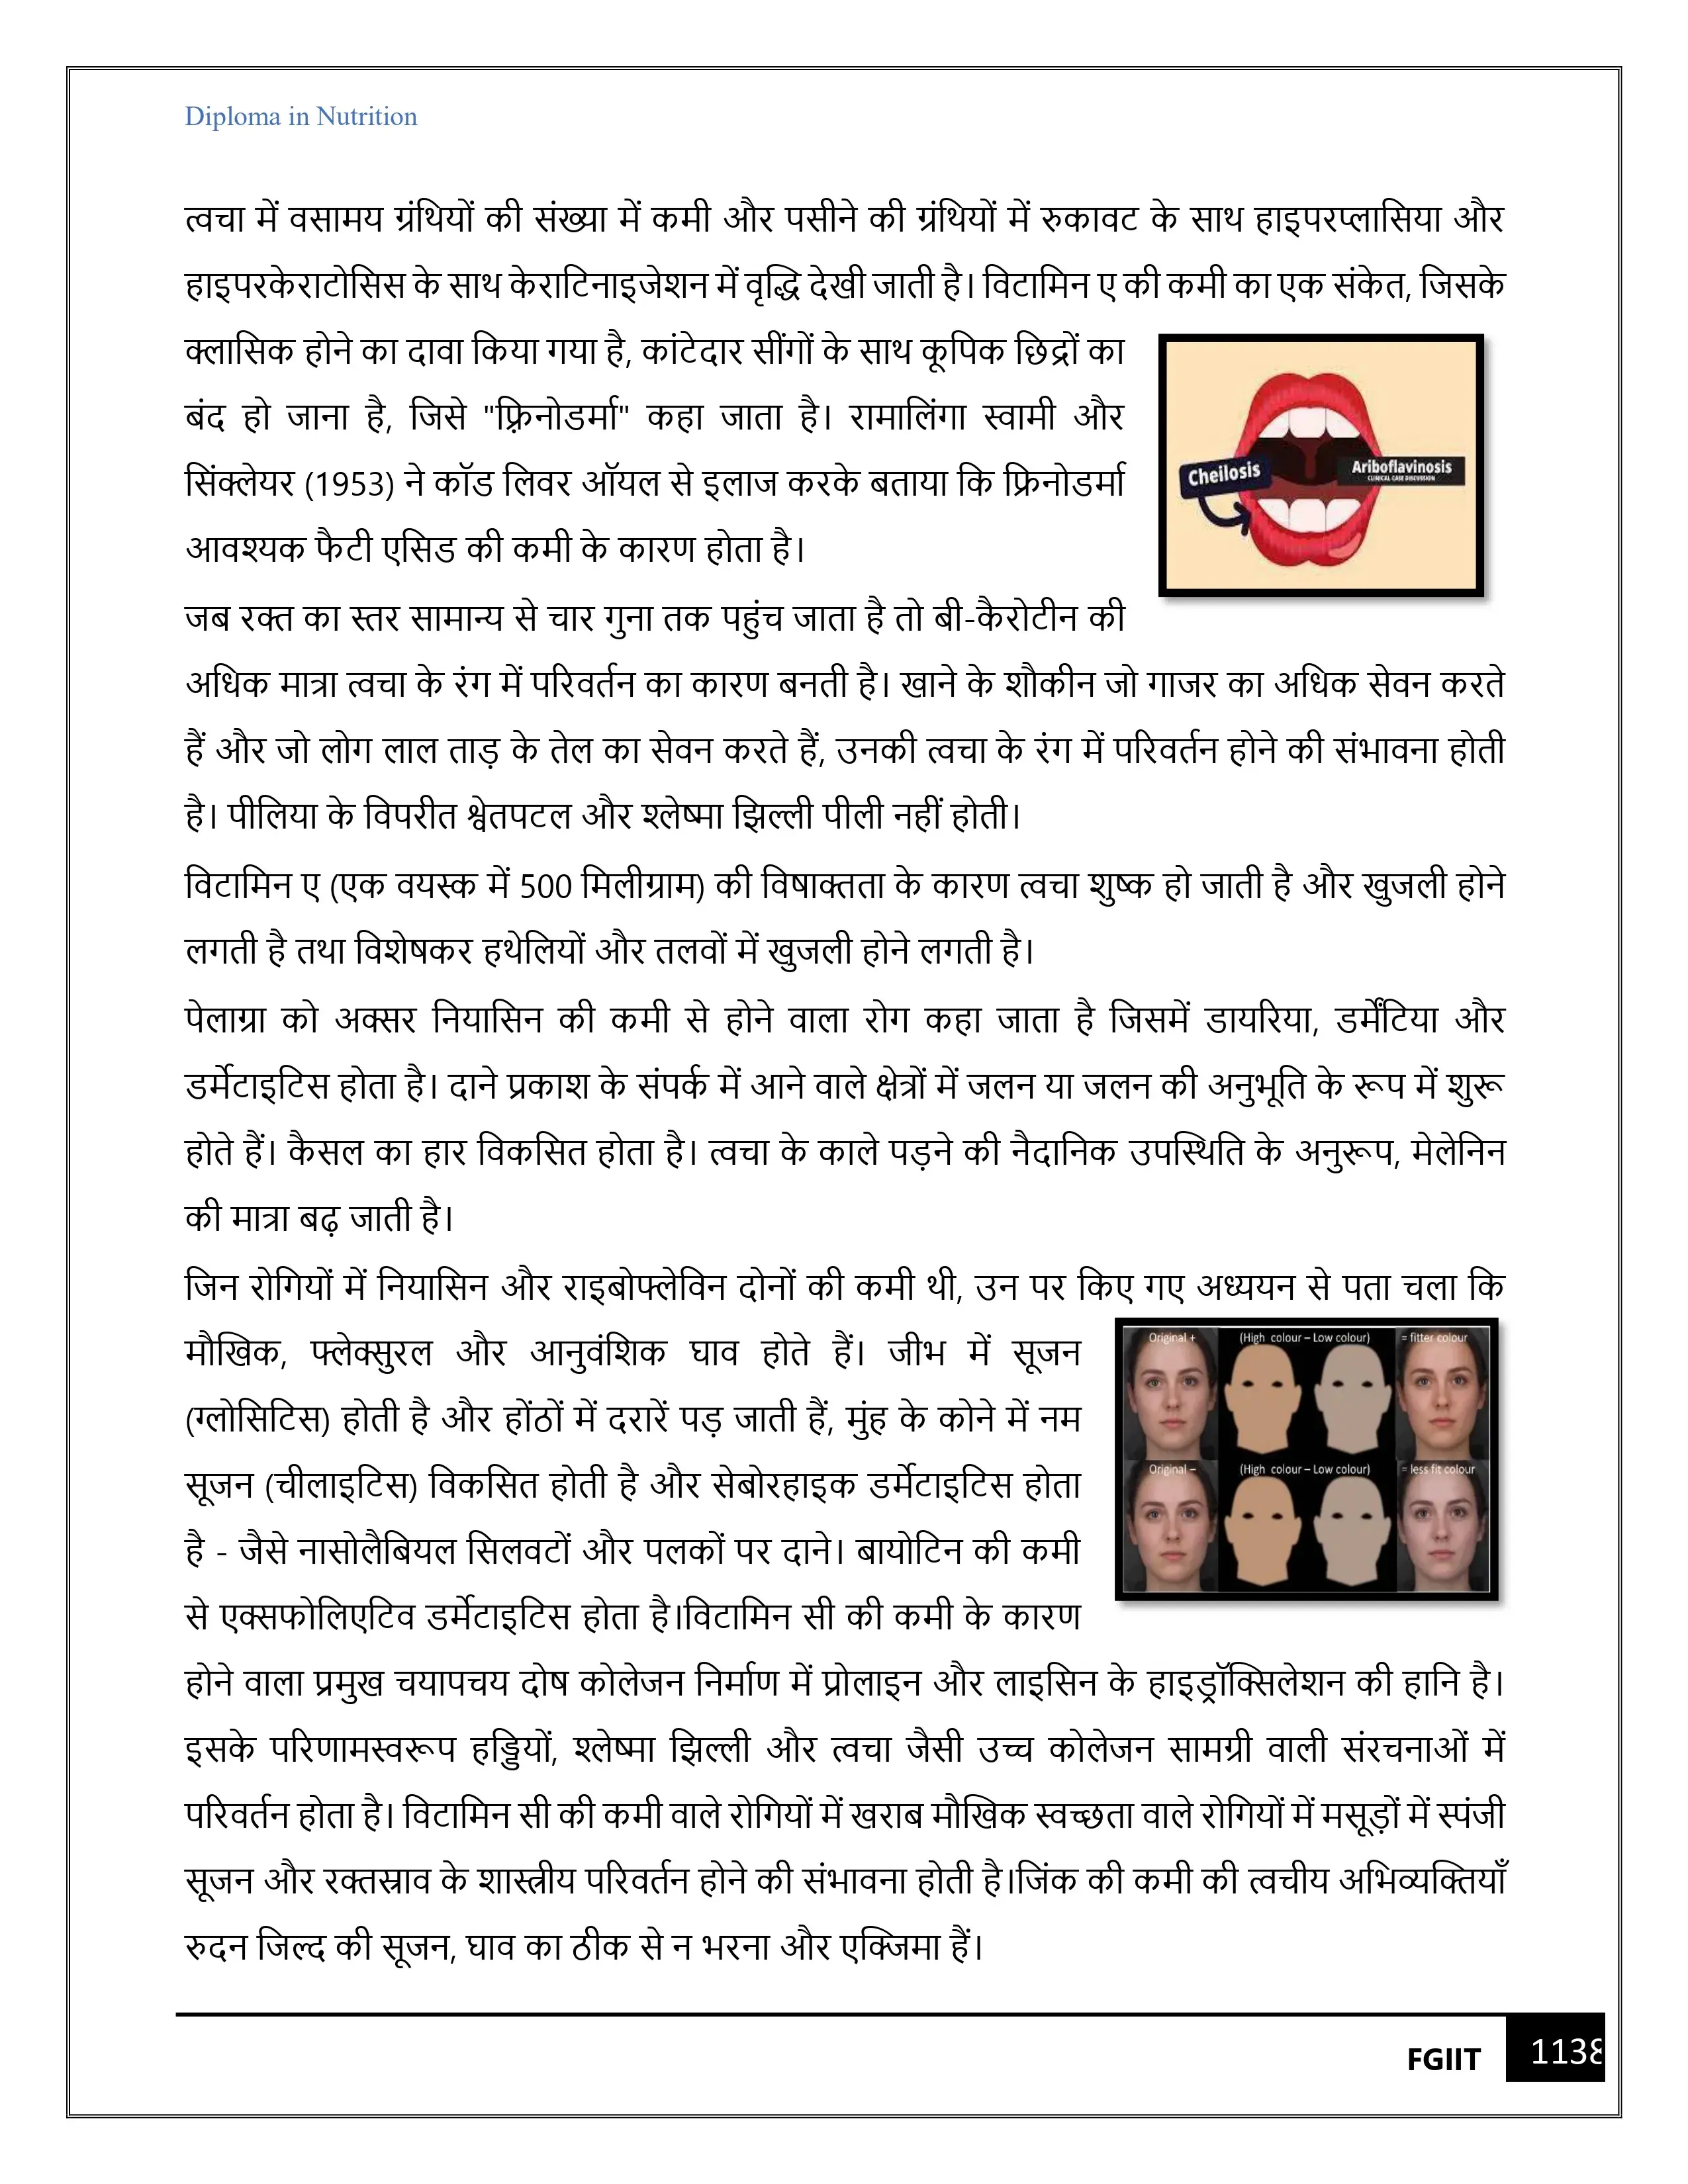 Diploma in Nutrition
त्वचा में वसामय ग्रंथियों की संख्या में कमी और पसीने की ग्रंथियों में रुकावट के साथ हाइपरप्लासिया और
हाइपरकेराटोसिस के साथ केराटिनाइजेशन में वृद्धि देखी जाती है। विटामिन ए की कमी का एक संकेत, जिसके
क्लासिक होने का दावा किया गया है, कांटेदार सींगों के साथ कूपिक छिद्रों का
बंद हो जाना है, जिसे "फ़्रिनोडर्मा" कहा जाता है। रामालिंगा स्वामी और
सिंक्लेयर (1953) ने कॉड लिवर ऑयल से इलाज करके बताया कि फ्रिनोडर्मा
आवश्यक फैटी एसिड की कमी के कारण होता है।
Cheilosis
Ariboflavinosis
CLINICAL CASE DISCUSSION
जब रक्त का स्तर सामान्य से चार गुना तक पहुंच जाता है तो बी-कैरोटीन की
अधिक मात्रा त्वचा के रंग में परिवर्तन का कारण बनती है। खाने के शौकीन जो गाजर का अधिक सेवन करते
हैं और जो लोग लाल ताड़ के तेल का सेवन करते हैं, उनकी त्वचा के रंग में परिवर्तन होने की संभावना होती
है। पीलिया के विपरीत श्वेतपटल और श्लेष्मा झिल्ली पीली नहीं होती।
विटामिन ए (एक वयस्क में 500 मिलीग्राम) की विषाक्तता के कारण त्वचा शुष्क हो जाती है और खुजली होने
लगती है तथा विशेषकर हथेलियों और तलवों में खुजली होने लगती है।
पेलाग्रा को अक्सर नियासिन की कमी से होने वाला रोग कहा जाता है जिसमें डायरिया, डर्मेंटिया और
डर्मेटाइटिस होता है। दाने प्रकाश के संपर्क में आने वाले क्षेत्रों में जलन या जलन की अनुभूति के रूप में शुरू
होते हैं। कैसल का हार विकसित होता है। त्वचा के काले पड़ने की नैदानिक उपस्थिति के अनुरूप, मेलेनिन
की मात्रा बढ़ जाती है।
जिन रोगियों में नियासिन और राइबोफ्लेविन दोनों की कमी थी, उन पर किए गए अध्ययन से पता चला कि
मौखिक, फ्लेक्सुरल और आनुवंशिक घाव होते हैं। जीभ में सूजन
(ग्लोसिटिस) होती है और होंठों में दरारें पड़ जाती हैं, मुंह के कोने में नम
सूजन (चीलाइटिस) विकसित होती है और सेबोरहाइक डर्मेटाइटिस होता
है - जैसे नासोलैबियल सिलवटों और पलकों पर दाने। बायोटिन की कमी
से एक्सफोलिएटिव डर्मेटाइटिस होता है।विटामिन सी की कमी के कारण
Original + (High colour – Low colour) = fitter colour
Original – (High colour – Low colour) = less fit colour
होने वाला प्रमुख चयापचय दोष कोलेजन निर्माण में प्रोलाइन और लाइसिन के हाइड्रॉक्सिलेशन की हानि है।
इसके परिणामस्वरूप हड्डियों, श्लेष्मा झिल्ली और त्वचा जैसी उच्च कोलेजन सामग्री वाली संरचनाओं में
परिवर्तन होता है। विटामिन सी की कमी वाले रोगियों में खराब मौखिक स्वच्छता वाले रोगियों में मसूड़ों में स्पंजी
सूजन और रक्तस्राव के शास्त्रीय परिवर्तन होने की संभावना होती है।जिंक की कमी की त्वचीय अभिव्यक्तियाँ
रुदन जिल्द की सूजन, घाव का ठीक से न भरना और एक्जिमा हैं।
FGIIT 1138